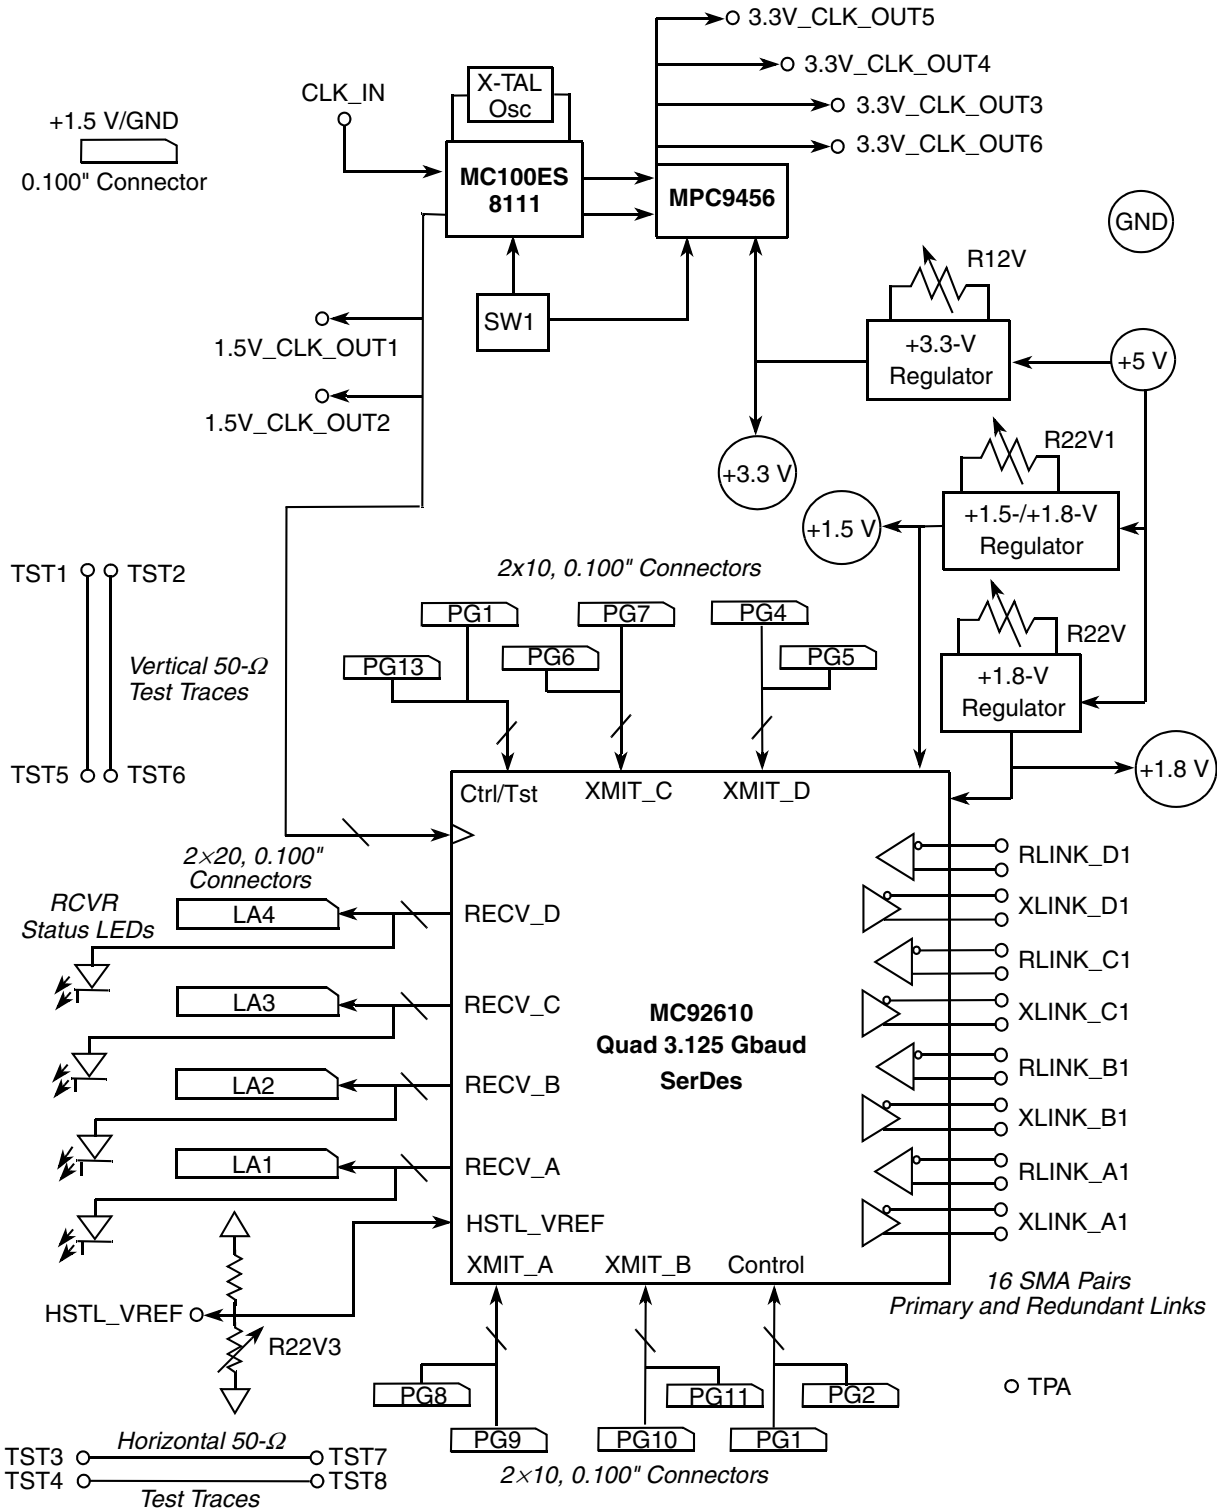 3.3V_CLK_OUT5
3.3V_CLK_OUT4
3.3V_CLK_OUT3
3.3V_CLK_OUT6
X-TAL
Osc
CLK_IN
+1.5 V/GND
0.100" Connector
MC100ES
8111
MPC9456
GND
R12V
SW1
+3.3-V
Regulator
+5 V
1.5V_CLK_OUT1
1.5V_CLK_OUT2
R22V1
+3.3 V
+1.5 V
+1.5-/+1.8-V
Regulator
TST1
TST2
2x10, 0.100" Connectors
PG1
PG7
PG4
R22V
PG13
PG6
PG5
Vertical 50-Ω
Test Traces
+1.8-V
Regulator
TST5
TST6
+1.8 V
Ctrl/Tst
XMIT_C
XMIT_D
2×20, 0.100"
Connectors
RLINK_D1
RCVR
Status LEDs
LA4
RECV_D
XLINK_D1
RLINK_C1
LA3
RECV_C
MC92610
Quad 3.125 Gbaud
SerDes
XLINK_C1
RLINK_B1
LA2
RECV_B
XLINK_B1
LA1
RECV_A
RLINK_A1
HSTL_VREF
XLINK_A1
XMIT_A
XMIT_B
Control
16 SMA Pairs
Primary and Redundant Links
HSTL_VREF
R22V3
PG8
PG11
PG2
TPA
PG9
PG10
PG1
Horizontal 50-Ω
TST3
TST7
TST4
TST8
Test Traces
2×10, 0.100" Connectors